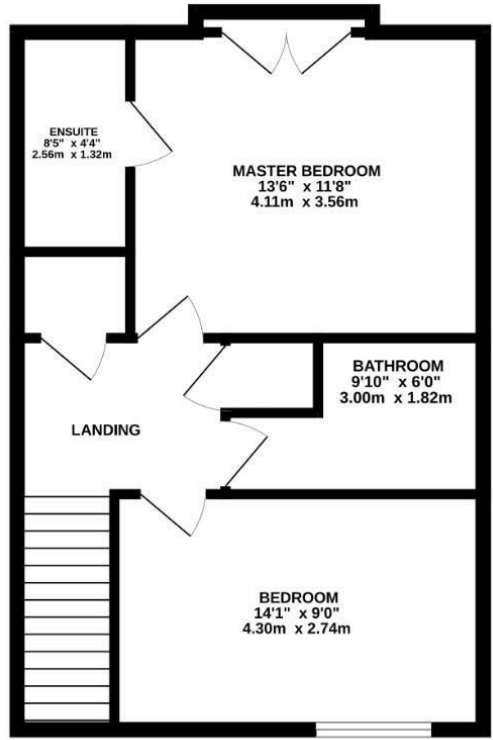 ENSUITE
8'5" x 4'4"
2.56m x 1.32m
MASTER BEDROOM
13'6" x 11'8"
4.11m x 3.56m
BATHROOM
9'10" x 6'0"
3.00m x 1.82m
LANDING
BEDROOM
14'1" x 9'0"
4.30m x 2.74m